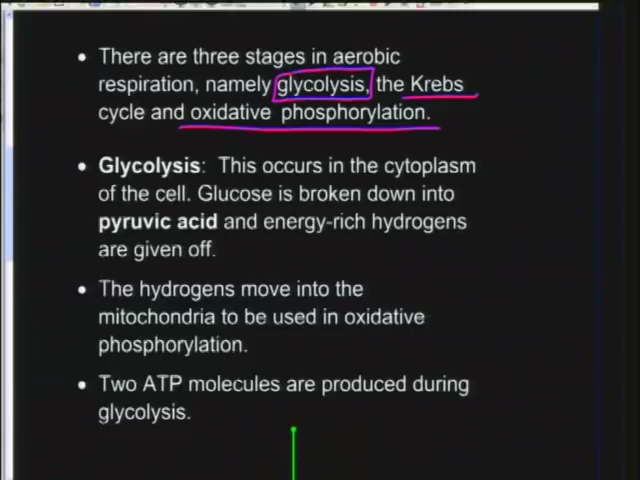 • There are three stages in aerobic
respiration, namely glycolysis, the Krebs
cycle and oxidative phosphorylation.
• Glycolysis: This occurs in the cytoplasm
of the cell. Glucose is broken down into
pyruvic acid and energy-rich hydrogens
are given off.
• The hydrogens move into the
mitochondria to be used in oxidative
phosphorylation.
• Two ATP molecules are produced during
glycolysis.